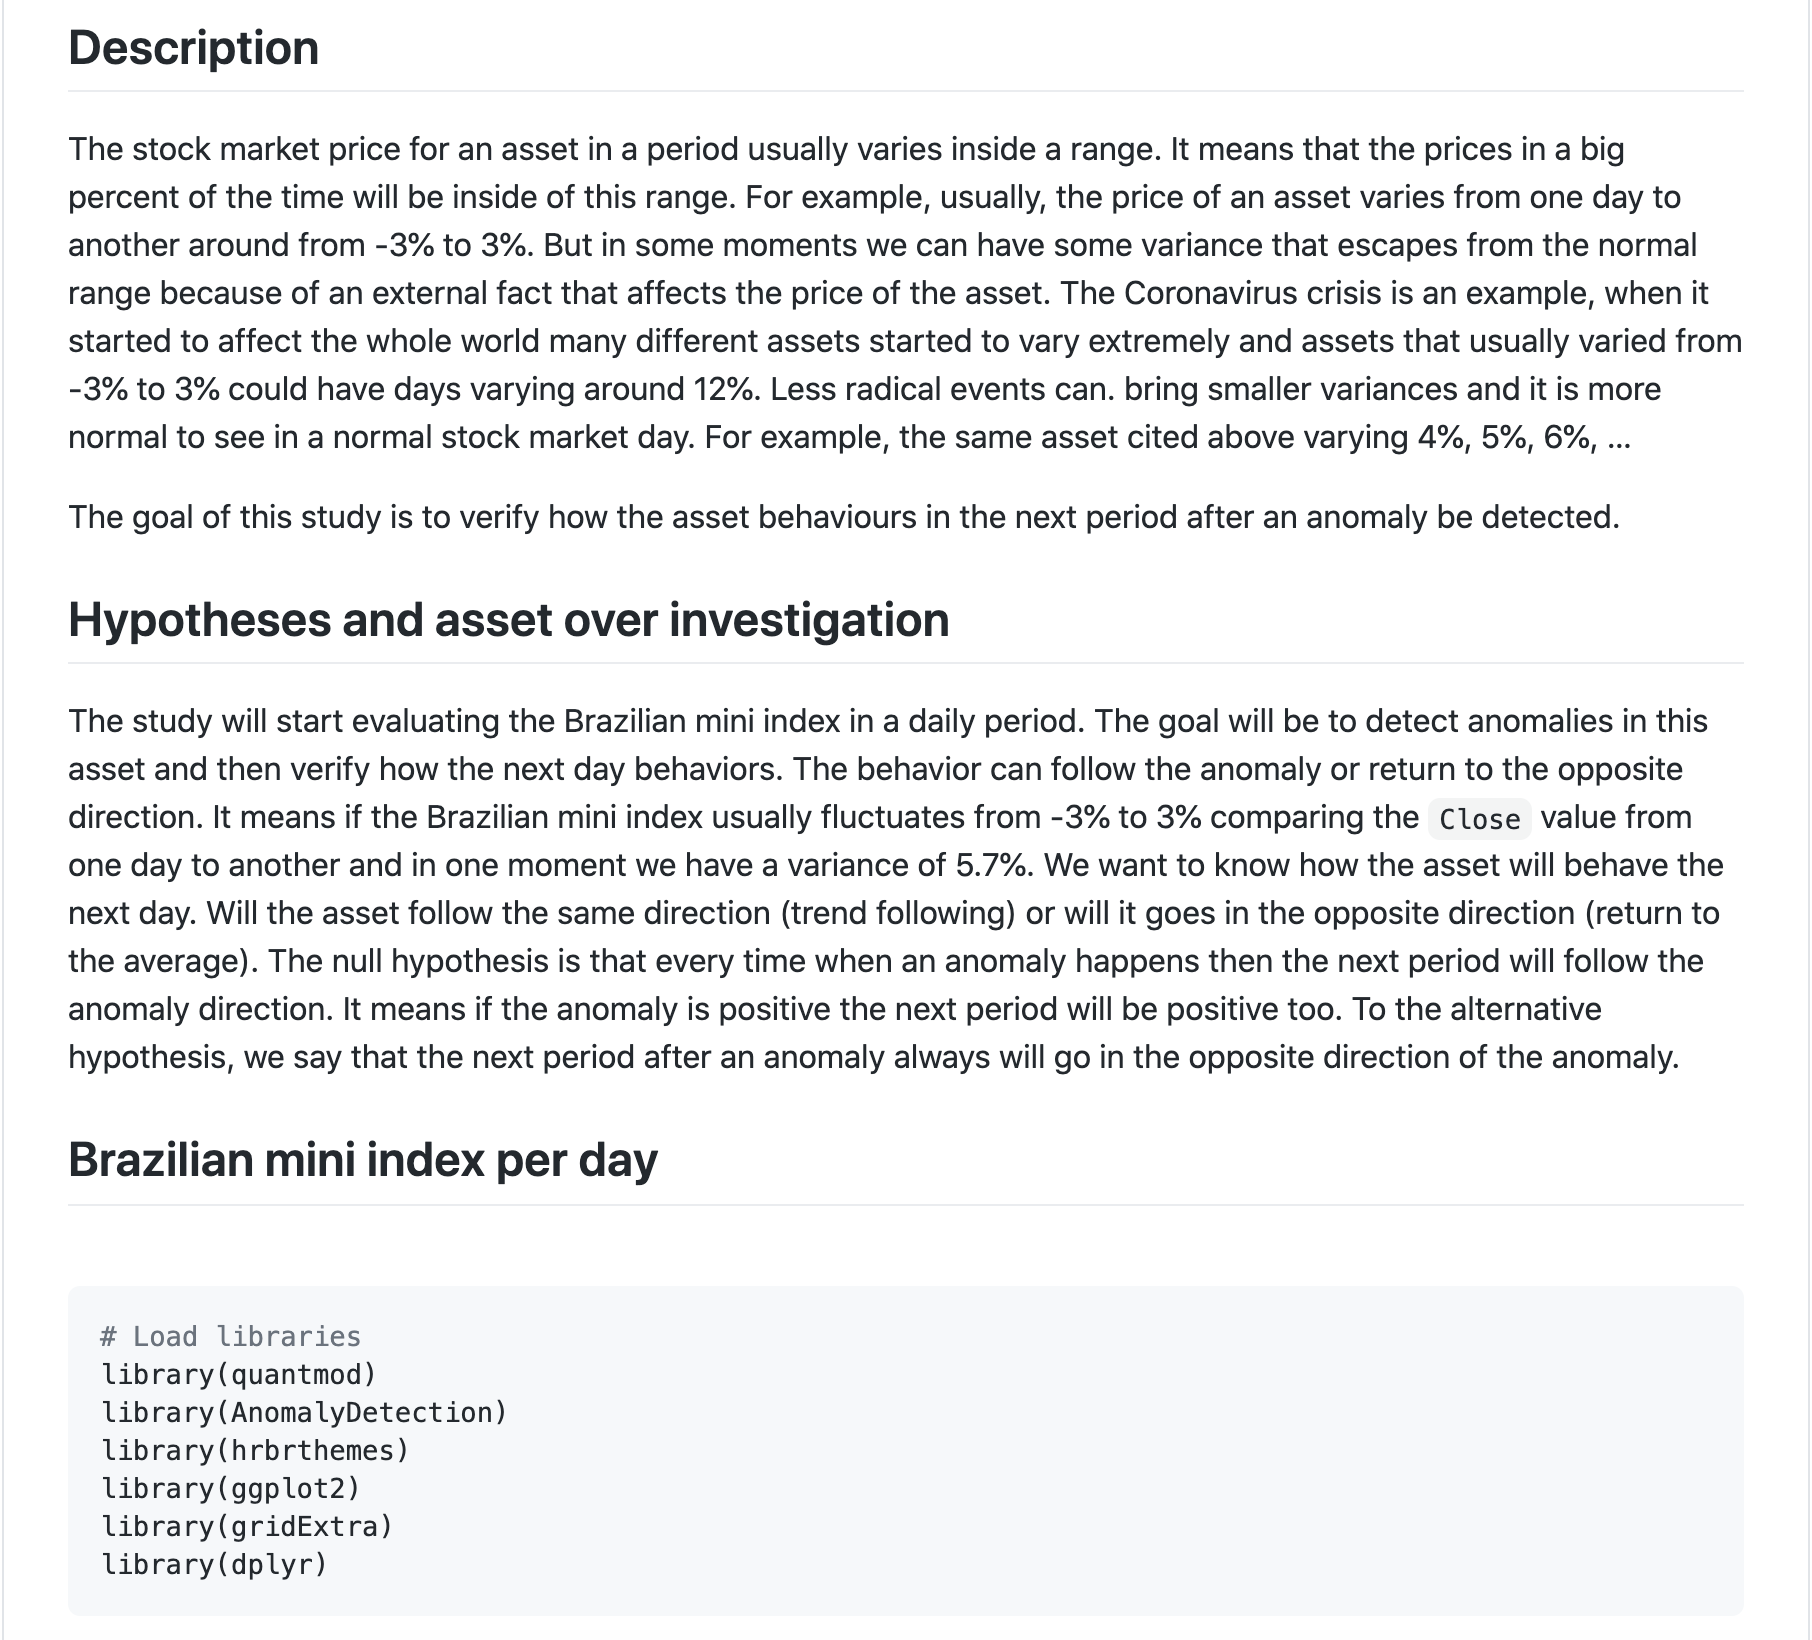 Description
The stock market price for an asset in a period usually varies inside a range. It means that the prices in a big
percent of the time will be inside of this range. For example, usually, the price of an asset varies from one day to
another around from -3% to 3%. But in some moments we can have some variance that escapes from the normal
range because of an external fact that affects the price of the asset. The Coronavirus crisis is an example, when it
started to affect the whole world many different assets started to vary extremely and assets that usually varied from
-3% to 3% could have days varying around 12%. Less radical events can. bring smaller variances and it is more
normal to see in a normal stock market day. For example, the same asset cited above varying 4%, 5%, 6%, ...
The goal of this study is to verify how the asset behaviours in the next period after an anomaly be detected.
Hypotheses and asset over investigation
The study will start evaluating the Brazilian mini index in a daily period. The goal will be to detect anomalies in this
asset and then verify how the next day behaviors. The behavior can follow the anomaly or return to the opposite
direction. It means if the Brazilian mini index usually fluctuates from -3% to 3% comparing the Close value from
one day to another and in one moment we have a variance of 5.7%. We want to know how the asset will behave the
next day. Will the asset follow the same direction (trend following) or will it goes in the opposite direction (return to
the average). The null hypothesis is that every time when an anomaly happens then the next period will follow the
anomaly direction. It means if the anomaly is positive the next period will be positive too. To the alternative
hypothesis, we say that the next period after an anomaly always will go in the opposite direction of the anomaly.
Brazilian mini index per day
# Load libraries
library(quantmod)
library(AnomalyDetection)
library(hrbrthemes)
library(ggplot2)
library(gridExtra)
library(dplyr)